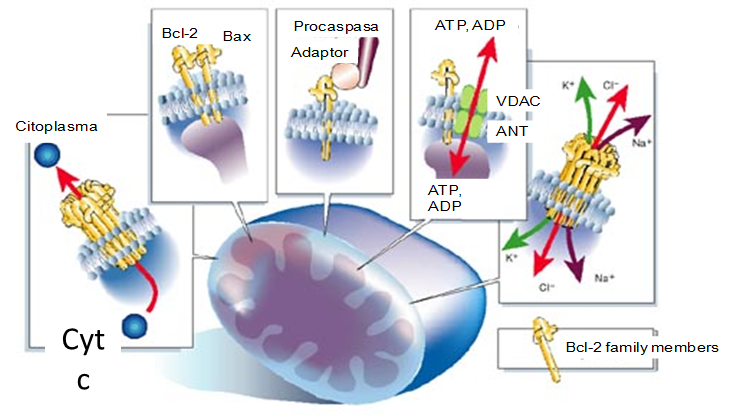 Bcl-2
Bax
Procaspasa
Adaptor
ATP, ADP
VDAC
ANT
ATP,
ADP
Citoplasma
Cyt
c
K+
Cl-
Na+
K+
Cl-
Na+
Bcl-2 family members